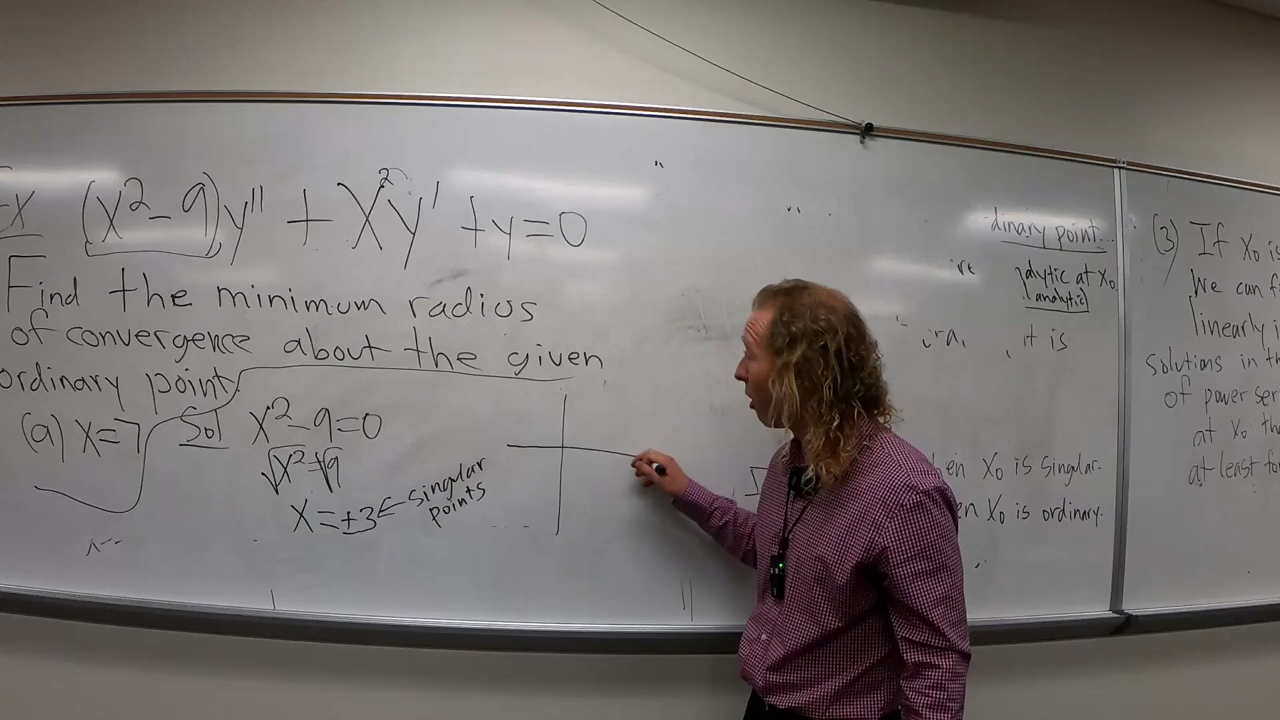 Ex (x²-9)y'' + x²y' + y = 0
Find the minimum radius
of convergence about the given
ordinary point
(a) x=7 Sol x²-9=0
√x²=√9
x=±3 ← singular
points
dinary point...
alytic at x₀
(analytic)
it is
hen x₀ is singular.
en x₀ is ordinary.
(3) If x₀ is
We can f
linearly i
solutions in th
of power ser
at x₀ th
at least fo